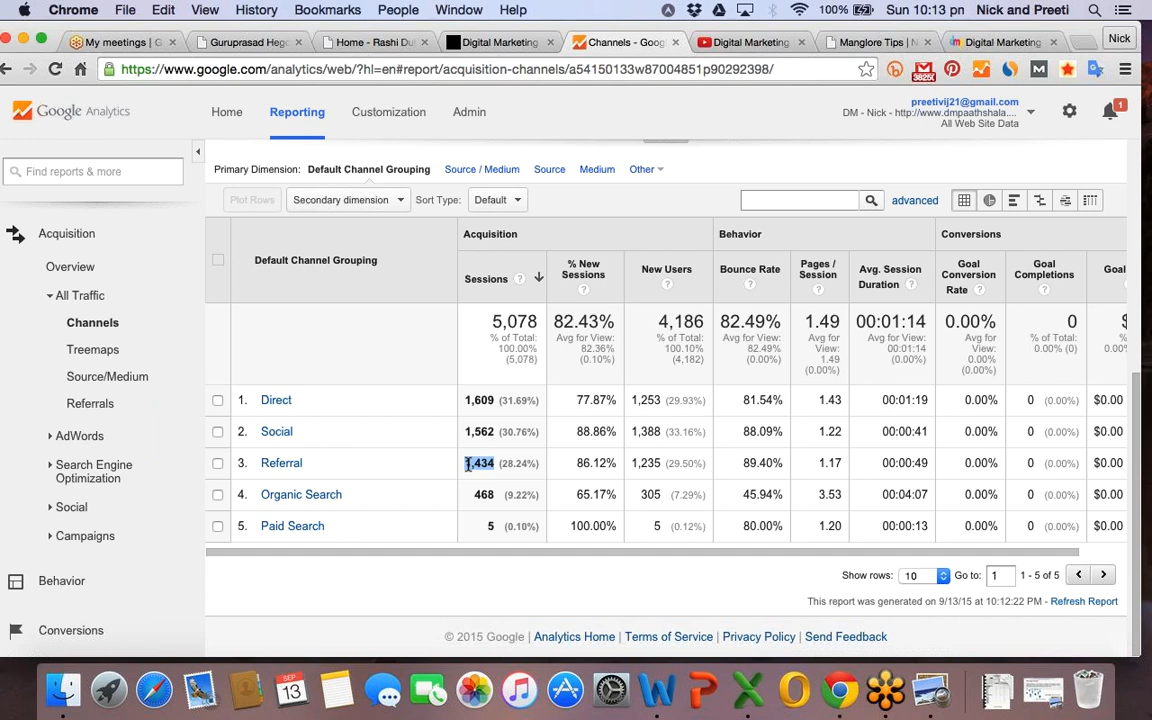 Chrome File Edit View History Bookmarks People Window Help 100% Sun 10:13 pm Nick and Preeti
My meetings | G Guruprasad Hego Home - Rashi Du Digital Marketing Channels - Goog Digital Marketing Manglore Tips | N Digital Marketing Nick
https://www.google.com/analytics/web/?hl=en#report/acquisition-channels/a54150133w87004851p90292398/
Google Analytics Home Reporting Customization Admin
preetivij21@gmail.com
DM - Nick - http://www.dmpaathshala....
All Web Site Data
1
Find reports & more
Acquisition
Overview
All Traffic
Channels
Treemaps
Source/Medium
Referrals
AdWords
Search Engine
Optimization
Social
Campaigns
Behavior
Conversions
Primary Dimension: Default Channel Grouping Source / Medium Source Medium Other
Plot Rows Secondary dimension Sort Type: Default advanced
Default Channel Grouping
Acquisition Behavior Conversions
Sessions ? % New Sessions ? New Users ? Bounce Rate ? Pages / Session ? Avg. Session Duration ? Goal Conversion Rate ? Goal Completions ? Goal
5,078 82.43% 4,186 82.49% 1.49 00:01:14 0.00% 0 $
% of Total: 100.00% (5,078) Avg for View: 82.36% (0.10%) % of Total: 100.10% (4,182) Avg for View: 82.49% (0.00%) Avg for View: 1.49 (0.00%) Avg for View: 00:01:14 (0.00%) Avg for View: 0.00% (0.00%) % of Total: 0.00% (0)
1. Direct 1,609 (31.69%) 77.87% 1,253 (29.93%) 81.54% 1.43 00:01:19 0.00% 0 (0.00%) $0.00
2. Social 1,562 (30.76%) 88.86% 1,388 (33.16%) 88.09% 1.22 00:00:41 0.00% 0 (0.00%) $0.00
3. Referral 1,434 (28.24%) 86.12% 1,235 (29.50%) 89.40% 1.17 00:00:49 0.00% 0 (0.00%) $0.00
4. Organic Search 468 (9.22%) 65.17% 305 (7.29%) 45.94% 3.53 00:04:07 0.00% 0 (0.00%) $0.00
5. Paid Search 5 (0.10%) 100.00% 5 (0.12%) 80.00% 1.20 00:00:13 0.00% 0 (0.00%) $0.00
Show rows: 10 Go to: 1 1 - 5 of 5
This report was generated on 9/13/15 at 10:12:22 PM - Refresh Report
© 2015 Google | Analytics Home | Terms of Service | Privacy Policy | Send Feedback
SEP
13